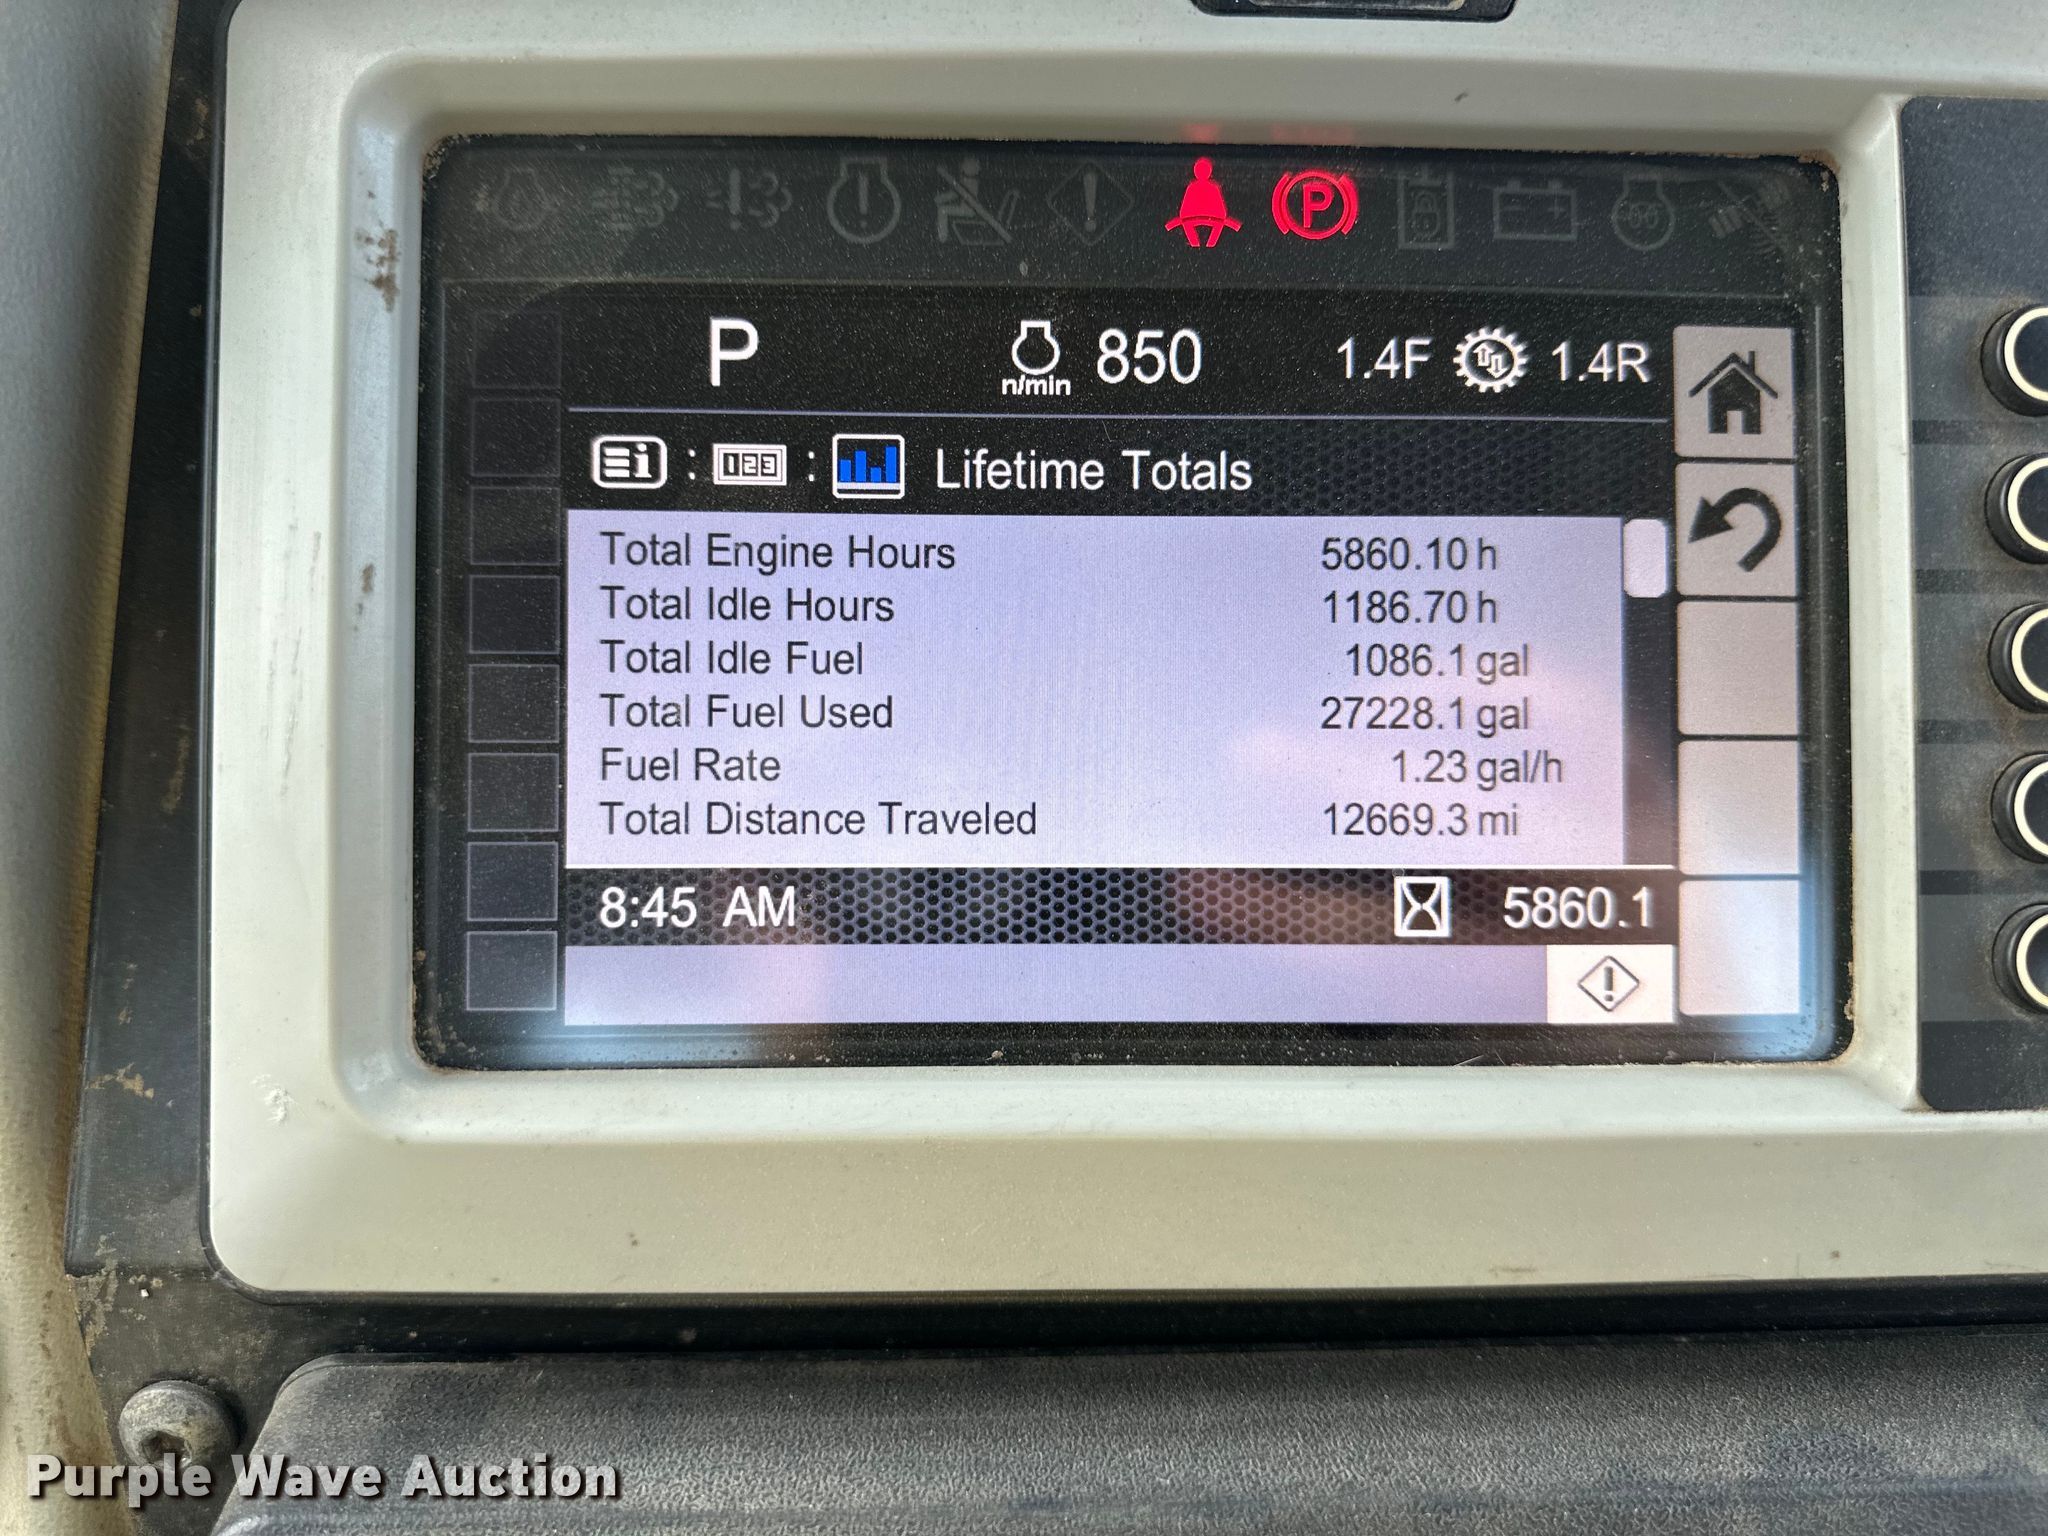 P
P n/min 850 1.4F 1.4R
123 : Lifetime Totals
Total Engine Hours 5860.10 h
Total Idle Hours 1186.70 h
Total Idle Fuel 1086.1 gal
Total Fuel Used 27228.1 gal
Fuel Rate 1.23 gal/h
Total Distance Traveled 12669.3 mi
8:45 AM 5860.1
Purple Wave Auction